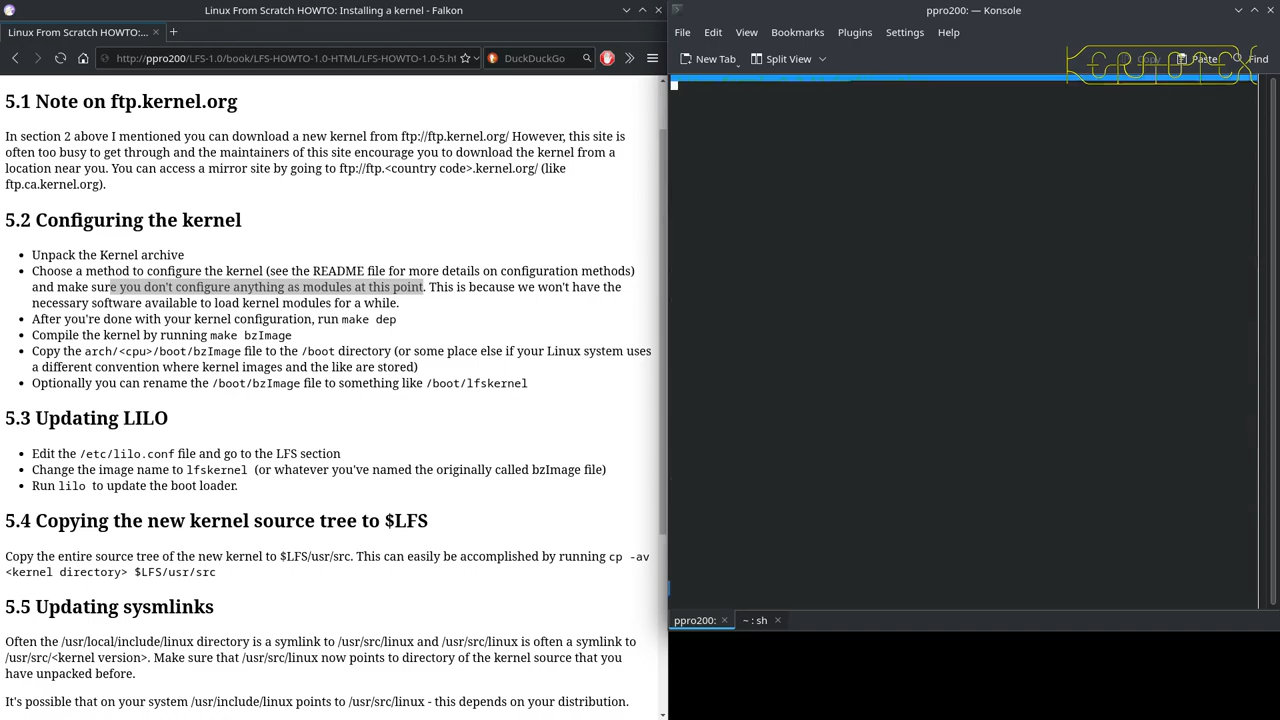 Linux From Scratch HOWTO: Installing a kernel - Falkon
Linux From Scratch HOWTO:...
http://ppro200/LFS-1.0/book/LFS-HOWTO-1.0-HTML/LFS-HOWTO-1.0-5.ht
DuckDuckGo
5.1 Note on ftp.kernel.org
In section 2 above I mentioned you can download a new kernel from ftp://ftp.kernel.org/ However, this site is
often too busy to get through and the maintainers of this site encourage you to download the kernel from a
location near you. You can access a mirror site by going to ftp://ftp.<country code>.kernel.org/ (like
ftp.ca.kernel.org).
5.2 Configuring the kernel
• Unpack the Kernel archive
• Choose a method to configure the kernel (see the README file for more details on configuration methods)
and make sure you don't configure anything as modules at this point. This is because we won't have the
necessary software available to load kernel modules for a while.
• After you're done with your kernel configuration, run make dep
• Compile the kernel by running make bzImage
• Copy the arch/<cpu>/boot/bzImage file to the /boot directory (or some place else if your Linux system uses
a different convention where kernel images and the like are stored)
• Optionally you can rename the /boot/bzImage file to something like /boot/lfskernel
5.3 Updating LILO
• Edit the /etc/lilo.conf file and go to the LFS section
• Change the image name to lfskernel (or whatever you've named the originally called bzImage file)
• Run lilo to update the boot loader.
5.4 Copying the new kernel source tree to $LFS
Copy the entire source tree of the new kernel to $LFS/usr/src. This can easily be accomplished by running cp -av
<kernel directory> $LFS/usr/src
5.5 Updating sysmlinks
Often the /usr/local/include/linux directory is a symlink to /usr/src/linux and /usr/src/linux is often a symlink to
/usr/src/<kernel version>. Make sure that /usr/src/linux now points to directory of the kernel source that you
have unpacked before.
It's possible that on your system /usr/include/linux points to /usr/src/linux - this depends on your distribution.
ppro200: — Konsole
File Edit View Bookmarks Plugins Settings Help
New Tab Split View Copy Paste Find
ppro200: ~ : sh